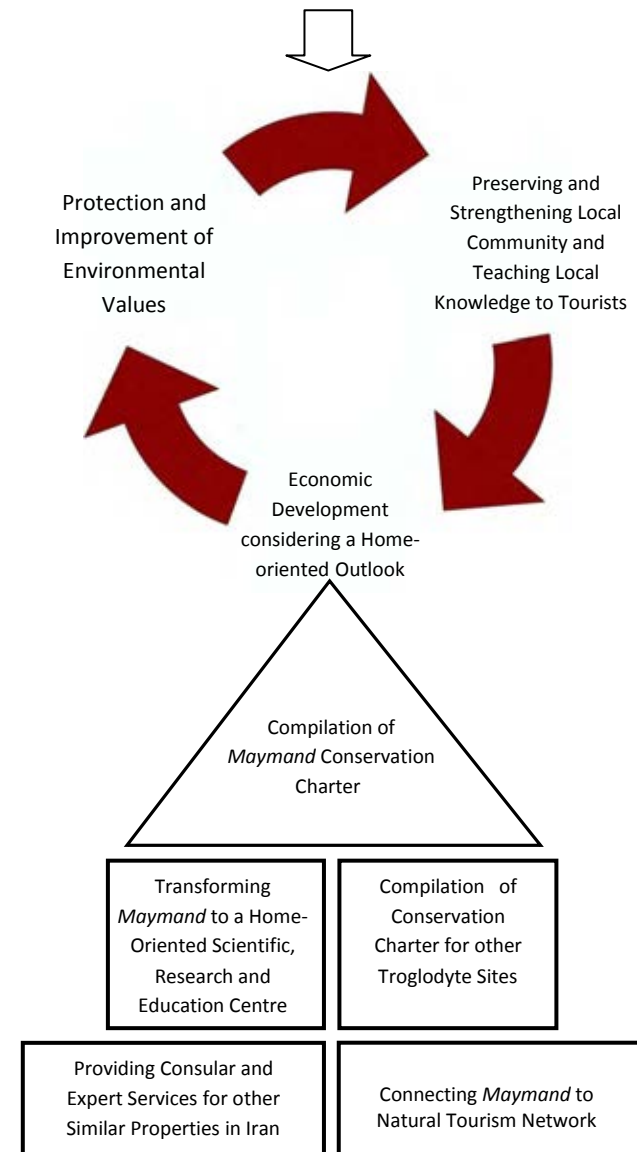 Protection and
Improvement of
Environmental
Values
Preserving and
Strengthening Local
Community and
Teaching Local
Knowledge to Tourists
Economic
Development
considering a Home-
oriented Outlook
Compilation of
Maymand Conservation
Charter
Transforming
Maymand to a Home-
Oriented Scientific,
Research and
Education Centre
Compilation of
Conservation
Charter for other
Troglodyte Sites
Providing Consular and
Expert Services for other
Similar Properties in Iran
Connecting Maymand to
Natural Tourism Network